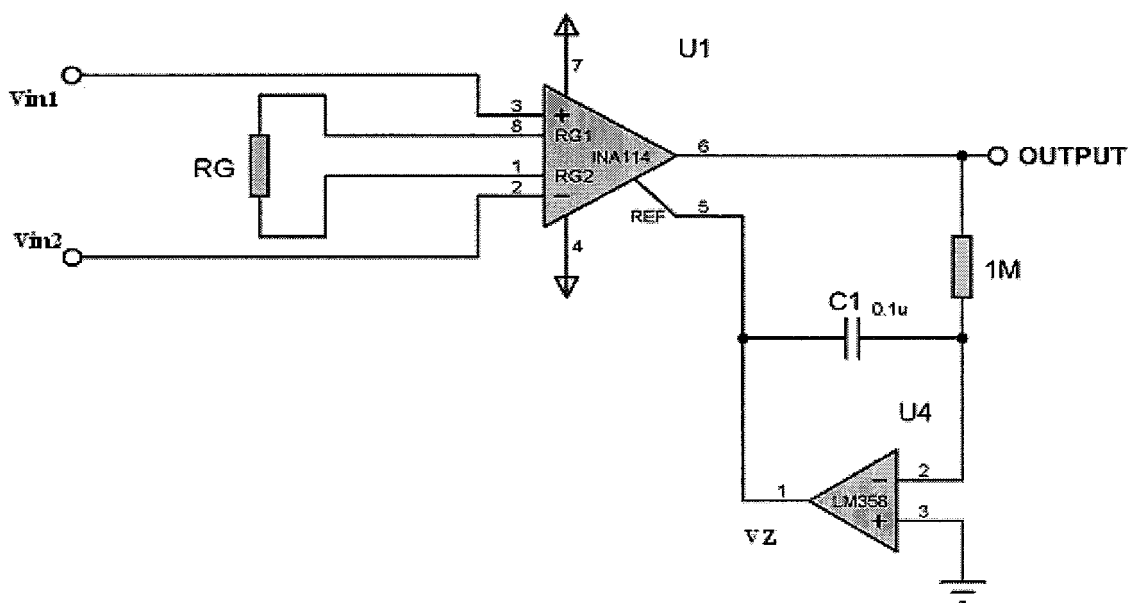 U1
7
Vin1
3
+
8
RG1
INA114
6
OUTPUT
RG
1
RG2
2
−
REF
5
Vin2
4
1M
C1 0.1u
U4
2
−
1
LM358
3
+
VZ